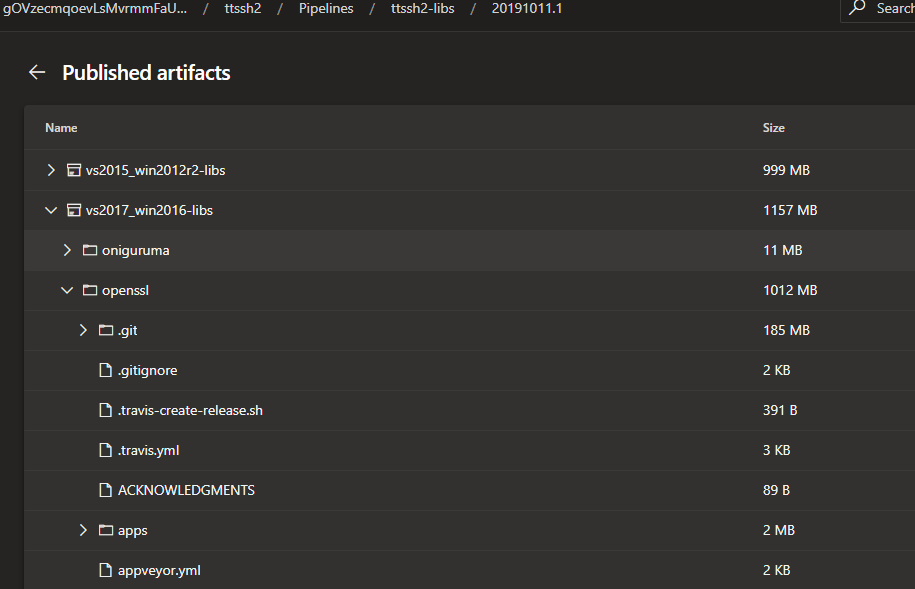 gOVzecmqoevLsMvrmmFaU... / ttssh2 / Pipelines / ttssh2-libs / 20191011.1 Search
Published artifacts
Name Size
vs2015_win2012r2-libs 999 MB
vs2017_win2016-libs 1157 MB
oniguruma 11 MB
openssl 1012 MB
.git 185 MB
.gitignore 2 KB
.travis-create-release.sh 391 B
.travis.yml 3 KB
ACKNOWLEDGMENTS 89 B
apps 2 MB
appveyor.yml 2 KB